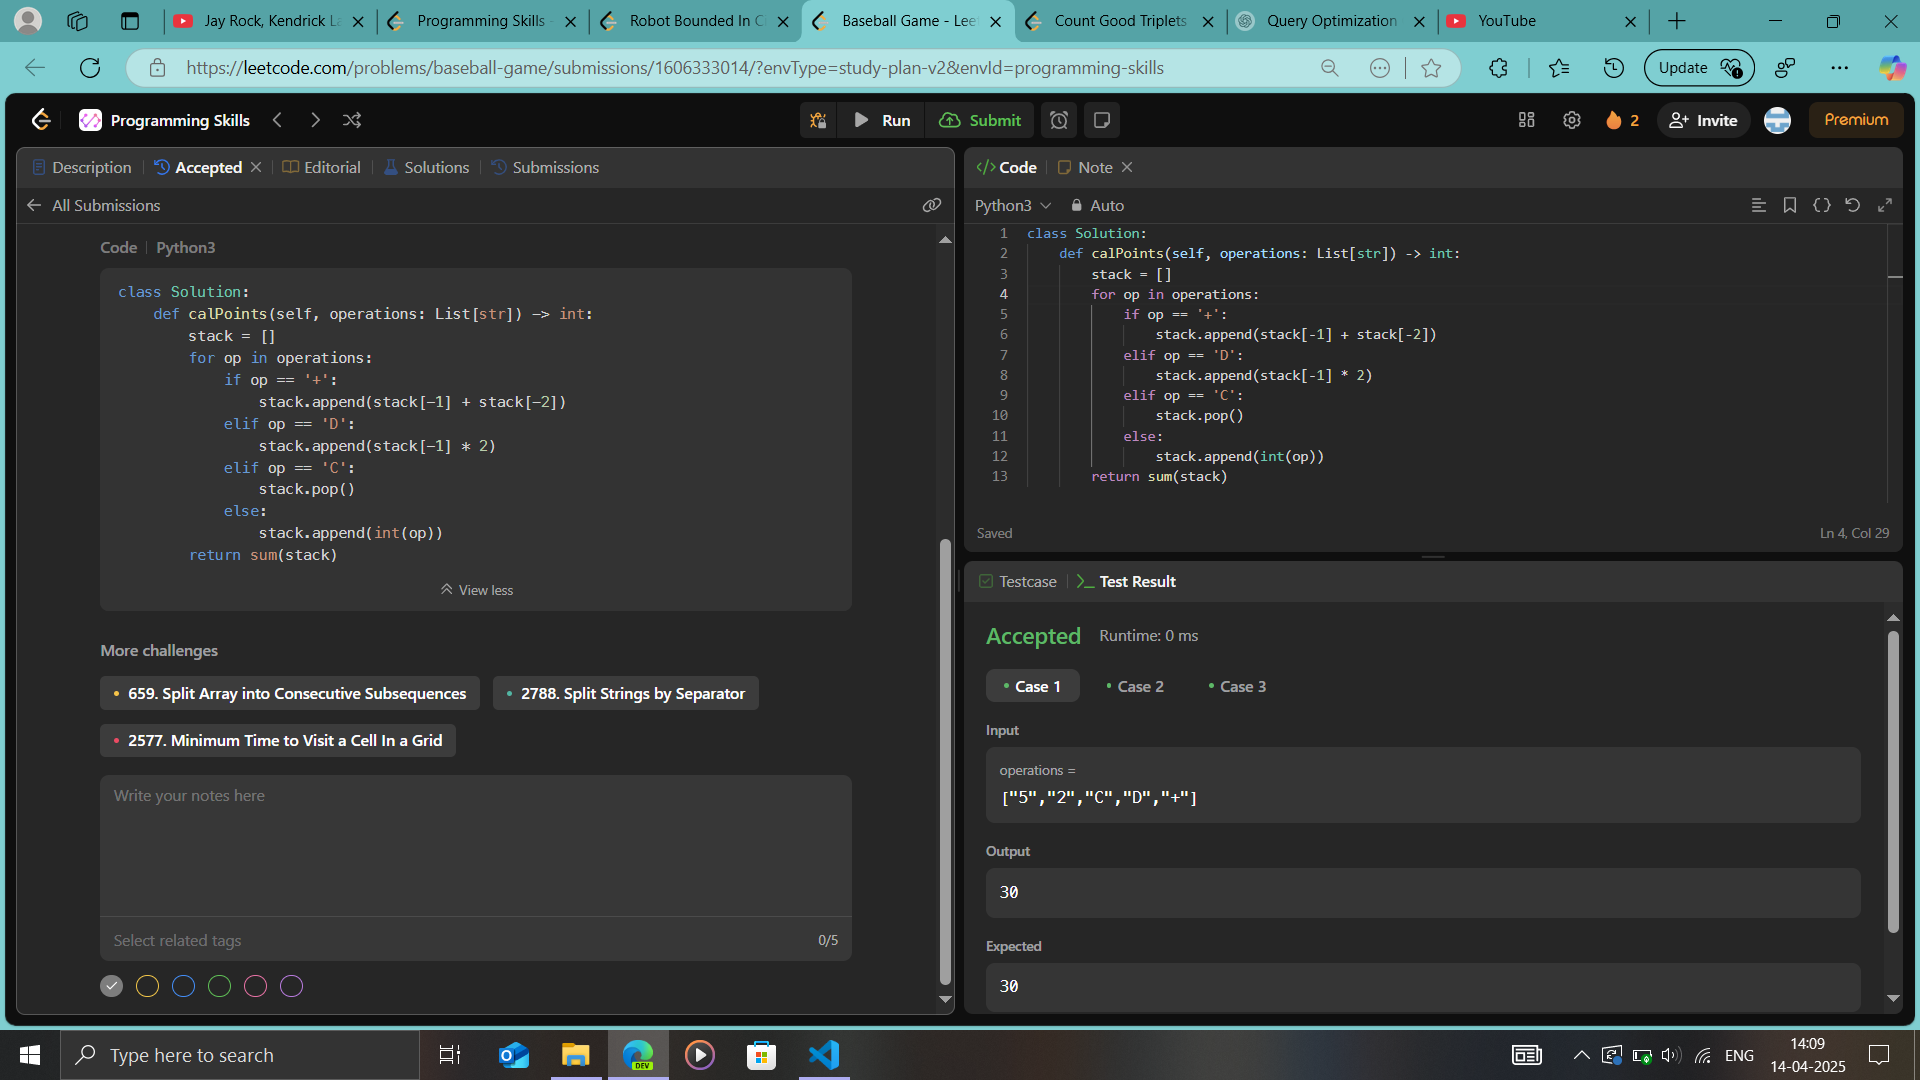 Jay Rock, Kendrick La
Programming Skills -
Robot Bounded In Ci
Baseball Game - Lee
Count Good Triplets
Query Optimization
YouTube
https://leetcode.com/problems/baseball-game/submissions/1606333014/?envType=study-plan-v2&envId=programming-skills
Update
Programming Skills
Run
Submit
2
Invite
Premium
Description
Accepted
Editorial
Solutions
Submissions
All Submissions
Code | Python3
class Solution:
    def calPoints(self, operations: List[str]) -> int:
        stack = []
        for op in operations:
            if op == '+':
                stack.append(stack[-1] + stack[-2])
            elif op == 'D':
                stack.append(stack[-1] * 2)
            elif op == 'C':
                stack.pop()
            else:
                stack.append(int(op))
        return sum(stack)
View less
More challenges
659. Split Array into Consecutive Subsequences
2788. Split Strings by Separator
2577. Minimum Time to Visit a Cell In a Grid
Write your notes here
Select related tags
0/5
</> Code
Note
Python3
Auto
1 class Solution:
2     def calPoints(self, operations: List[str]) -> int:
3         stack = []
4         for op in operations:
5             if op == '+':
6                 stack.append(stack[-1] + stack[-2])
7             elif op == 'D':
8                 stack.append(stack[-1] * 2)
9             elif op == 'C':
10                 stack.pop()
11             else:
12                 stack.append(int(op))
13         return sum(stack)
Saved
Ln 4, Col 29
Testcase
Test Result
Accepted
Runtime: 0 ms
Case 1
Case 2
Case 3
Input
operations =
["5","2","C","D","+"]
Output
30
Expected
30
Type here to search
DEV
ENG
14:09
14-04-2025